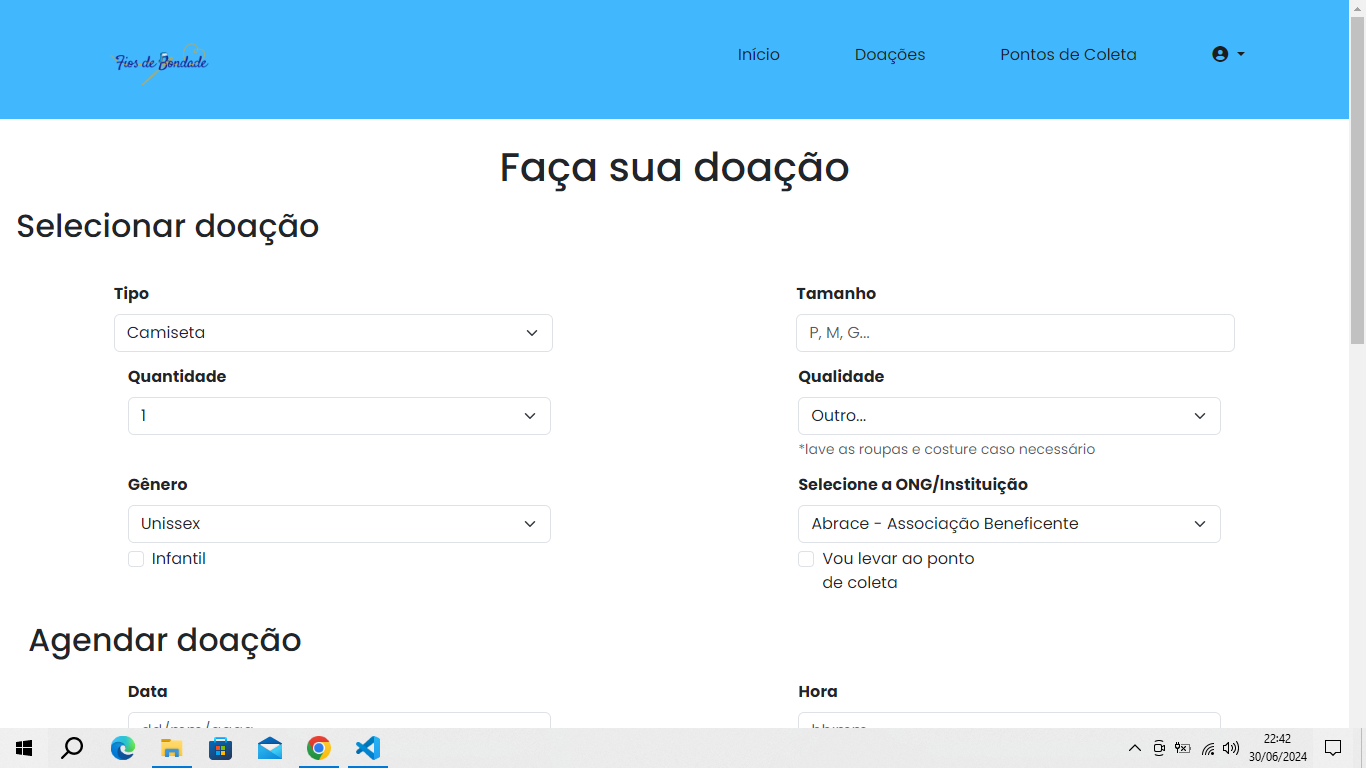 Fios de Bondade
Início
Doações
Pontos de Coleta
Faça sua doação
Selecionar doação
Tipo
Tamanho
Camiseta
P, M, G...
Quantidade
Qualidade
1
Outro...
*lave as roupas e costure caso necessário
Gênero
Selecione a ONG/Instituição
Unissex
Abrace - Associação Beneficente
Infantil
Vou levar ao ponto
de coleta
Agendar doação
Data
Hora
22:42
30/06/2024